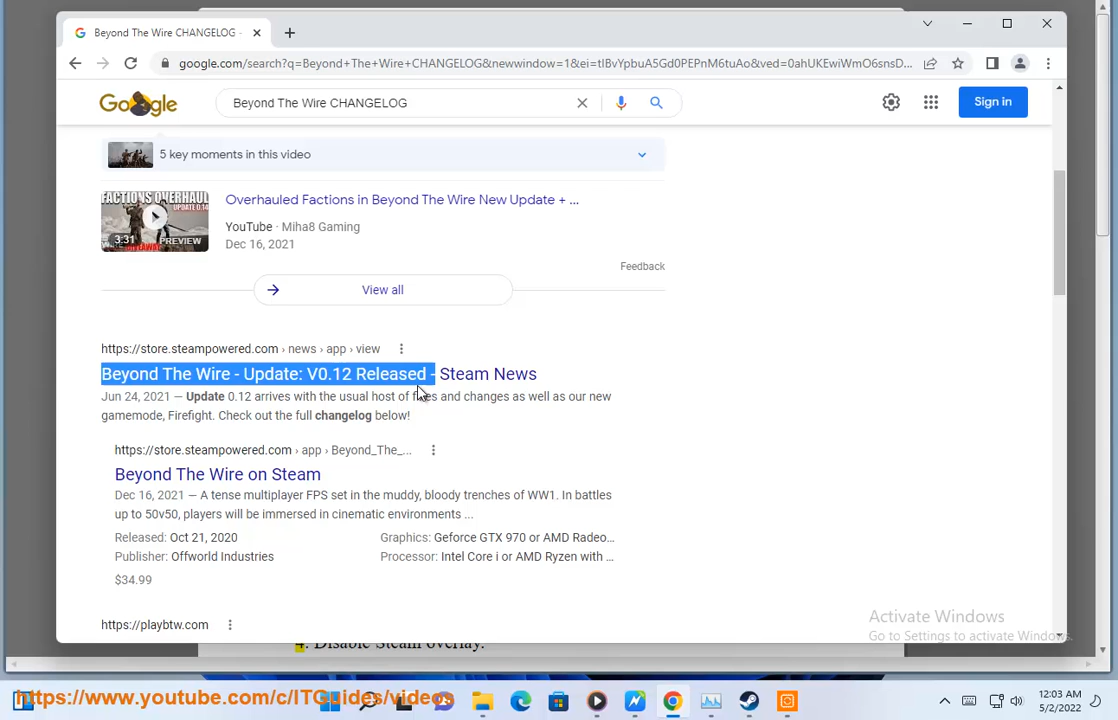 Beyond The Wire CHANGELOG -
google.com/search?q=Beyond+The+Wire+CHANGELOG&newwindow=1&ei=tIBvYpbuA5Gd0PEPnM6tuAo&ved=0ahUKEwiWmO6snsD...
Google
Beyond The Wire CHANGELOG
Sign in
5 key moments in this video
FACTIONS OVERHAUL
UPDATE 0.14
3:31
PREVIEW
Overhauled Factions in Beyond The Wire New Update + ...
YouTube · Miha8 Gaming
Dec 16, 2021
Feedback
View all
https://store.steampowered.com › news › app › view
Beyond The Wire - Update: V0.12 Released - Steam News
Jun 24, 2021 — Update 0.12 arrives with the usual host of fixes and changes as well as our new
gamemode, Firefight. Check out the full changelog below!
https://store.steampowered.com › app › Beyond_The_...
Beyond The Wire on Steam
Dec 16, 2021 — A tense multiplayer FPS set in the muddy, bloody trenches of WW1. In battles
up to 50v50, players will be immersed in cinematic environments ...
Released: Oct 21, 2020
Graphics: Geforce GTX 970 or AMD Radeo...
Publisher: Offworld Industries
Processor: Intel Core i or AMD Ryzen with ...
$34.99
https://playbtw.com
Activate Windows
Go to Settings to activate Windows.
4. Disable Steam overlay.
https://www.youtube.com/c/ITGuides/videos
12:03 AM
5/2/2022